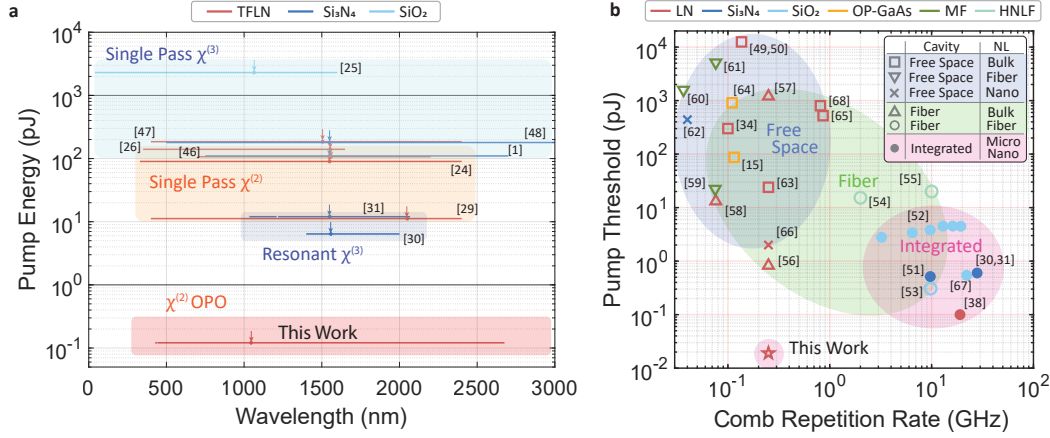 a
TFLN
Si₃N₄
SiO₂
Pump Energy (pJ)
10⁴
10³
10²
10¹
10⁰
10⁻¹
Single Pass χ⁽³⁾
[25]
[47]
[48]
[26]
[46]
[1]
[24]
Single Pass χ⁽²⁾
[31]
[29]
[30]
Resonant χ⁽³⁾
χ⁽²⁾ OPO
This Work
0
500
1000
1500
2000
2500
3000
Wavelength (nm)
b
LN
Si₃N₄
SiO₂
OP-GaAs
MF
HNLF
Pump Threshold (pJ)
10⁴
10³
10²
10¹
10⁰
10⁻¹
10⁻²
Cavity NL
Free Space Bulk
Free Space Fiber
Free Space Nano
Fiber Bulk
Fiber Fiber
Integrated Micro
Nano
[49,50]
[61]
[60]
[64]
[57]
[68]
[65]
[62]
[34]
Free
Space
[15]
[59]
[63]
Fiber
[55]
[54]
[58]
[52]
[66]
Integrated
[56]
[51]
[30,31]
[53]
[67]
[38]
This Work
10⁻¹
10⁰
10¹
10²
Comb Repetition Rate (GHz)